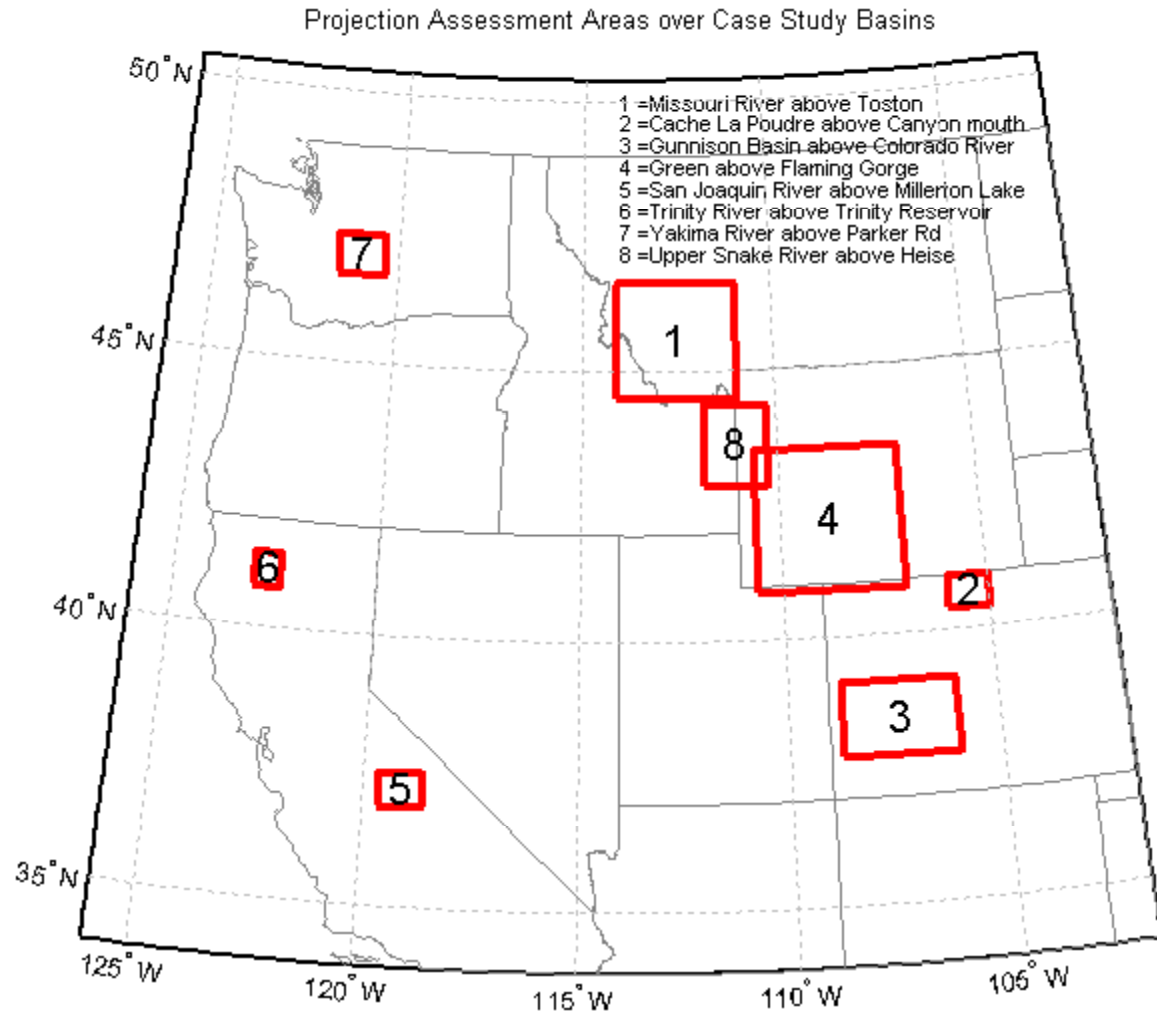 Projection Assessment Areas over Case Study Basins
50°N
1 =Missouri River above Toston
2 =Cache La Poudre above Canyon mouth
3 =Gunnison Basin above Colorado River
4 =Green above Flaming Gorge
5 =San Joaquin River above Millerion Lake
6 =Trinity River above Trinity Reservoir
7 =Yakima River above Parker Rd
8 =Upper Snake River above Heise
7
45°N
1
8
4
6
2
40°N
3
5
35°N
125°W
120°W
115°W
110°W
105°W